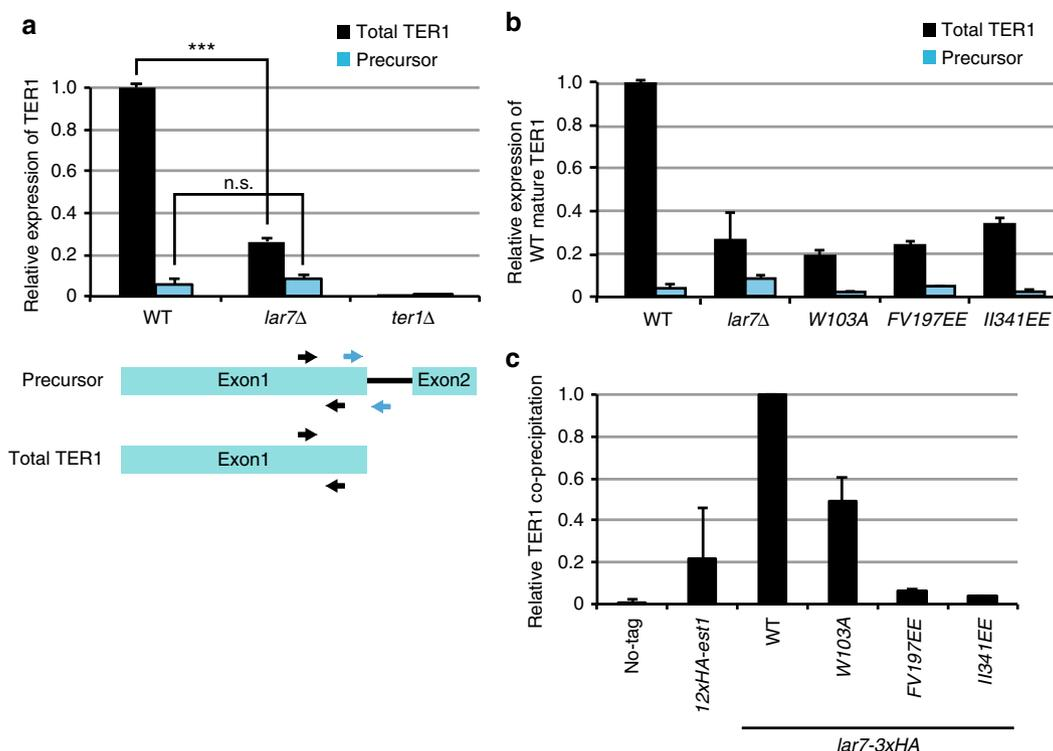 a
Total TER1
Precursor
***
n.s.
Relative expression of TER1
1.0
0.8
0.6
0.4
0.2
0
WT
lar7Δ
ter1Δ
Precursor
Exon1
Exon2
Total TER1
Exon1
b
Total TER1
Precursor
Relative expression of
WT mature TER1
1.0
0.8
0.6
0.4
0.2
0
WT
lar7Δ
W103A
FV197EE
II341EE
c
Relative TER1 co-precipitation
1.0
0.8
0.6
0.4
0.2
0
No-tag
12xHA-est1
WT
W103A
FV197EE
II341EE
lar7-3xHA